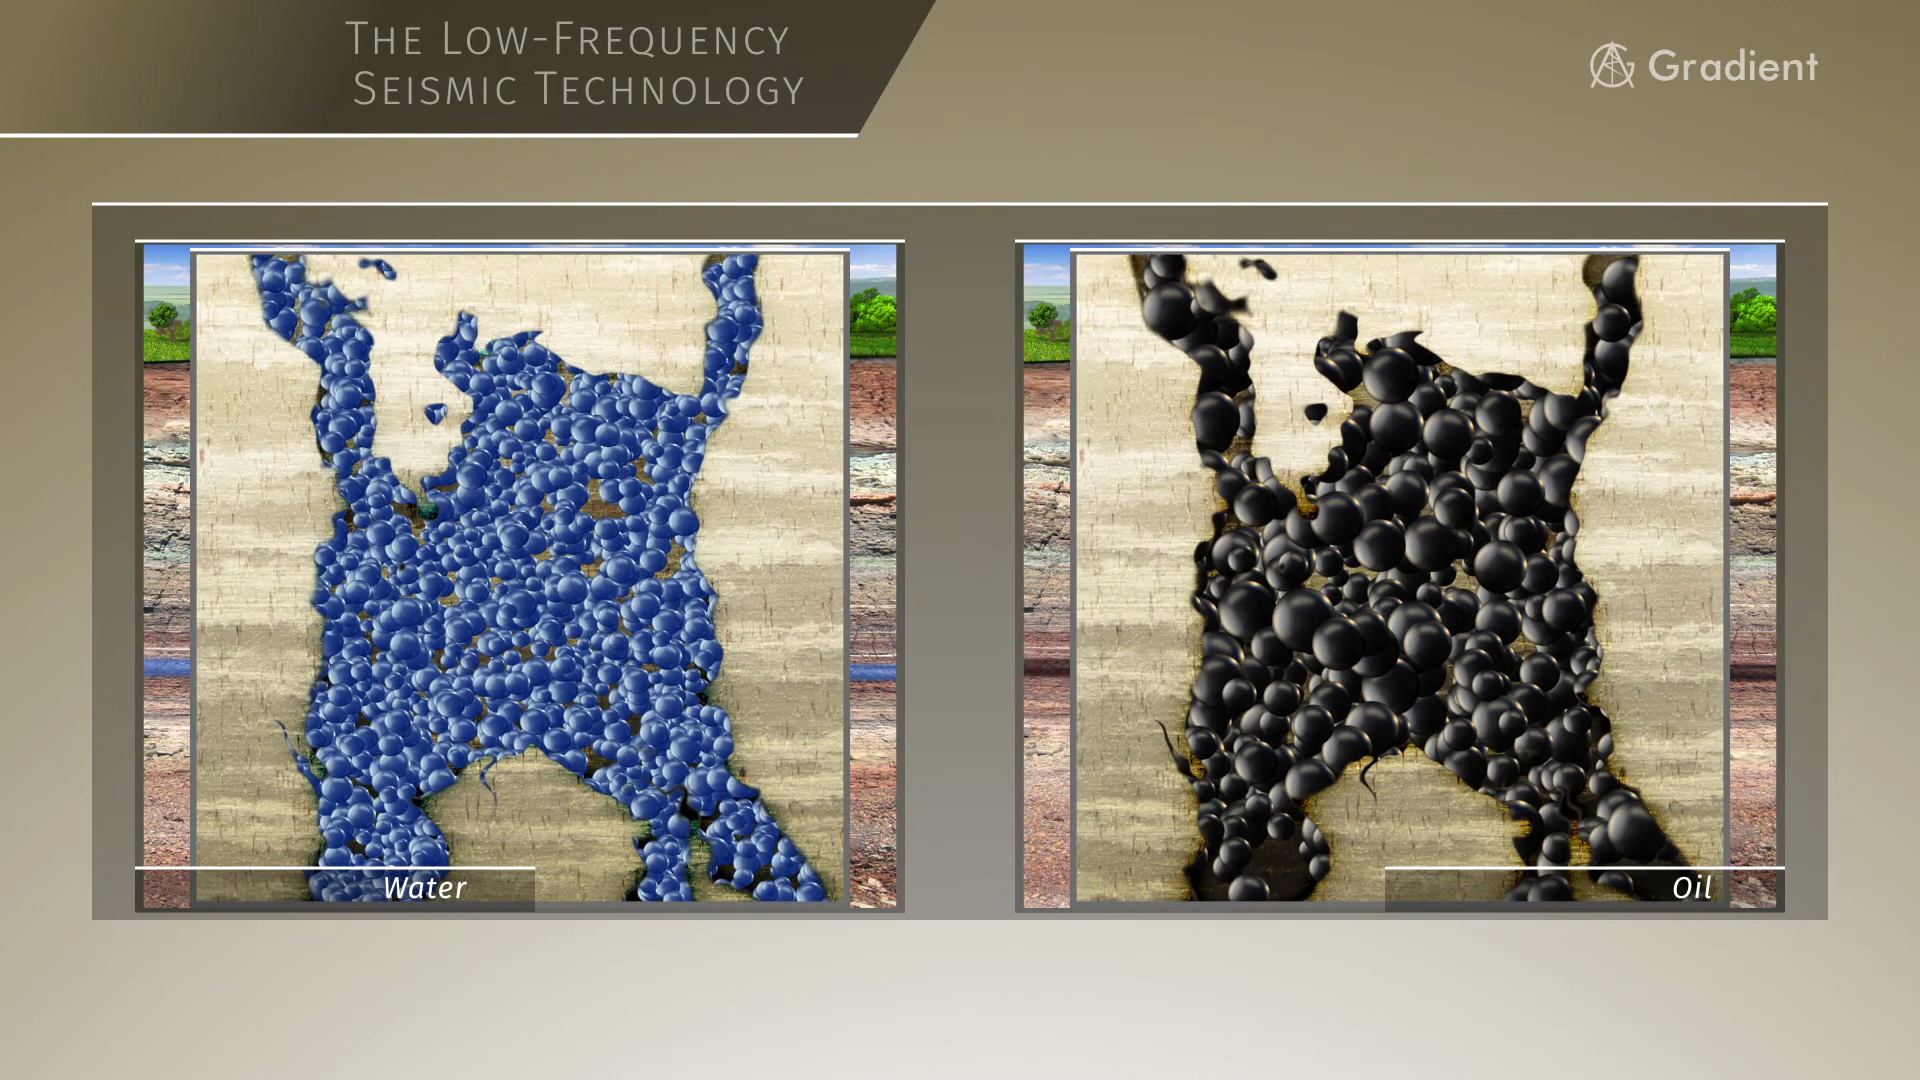 The Low-Frequency
Seismic Technology
Gradient
Water
Oil